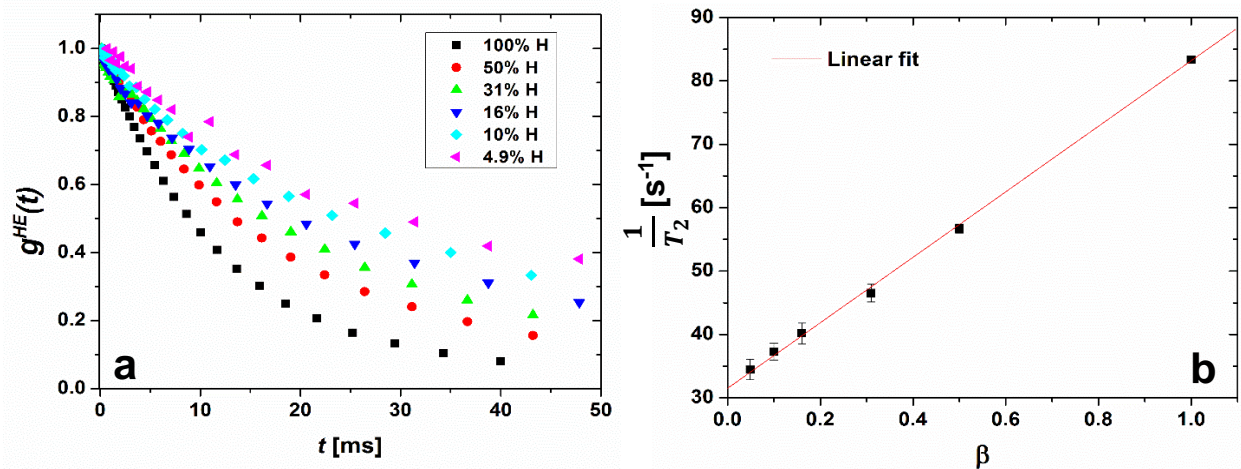 1.0
0.8
0.6
0.4
0.2
0.0
g^HE(t)
100% H
50% H
31% H
16% H
10% H
4.9% H
a
0 10 20 30 40 50
t [ms]
90
80
70
60
50
40
30
1/T₂ [s⁻¹]
Linear fit
b
0.0 0.2 0.4 0.6 0.8 1.0
β